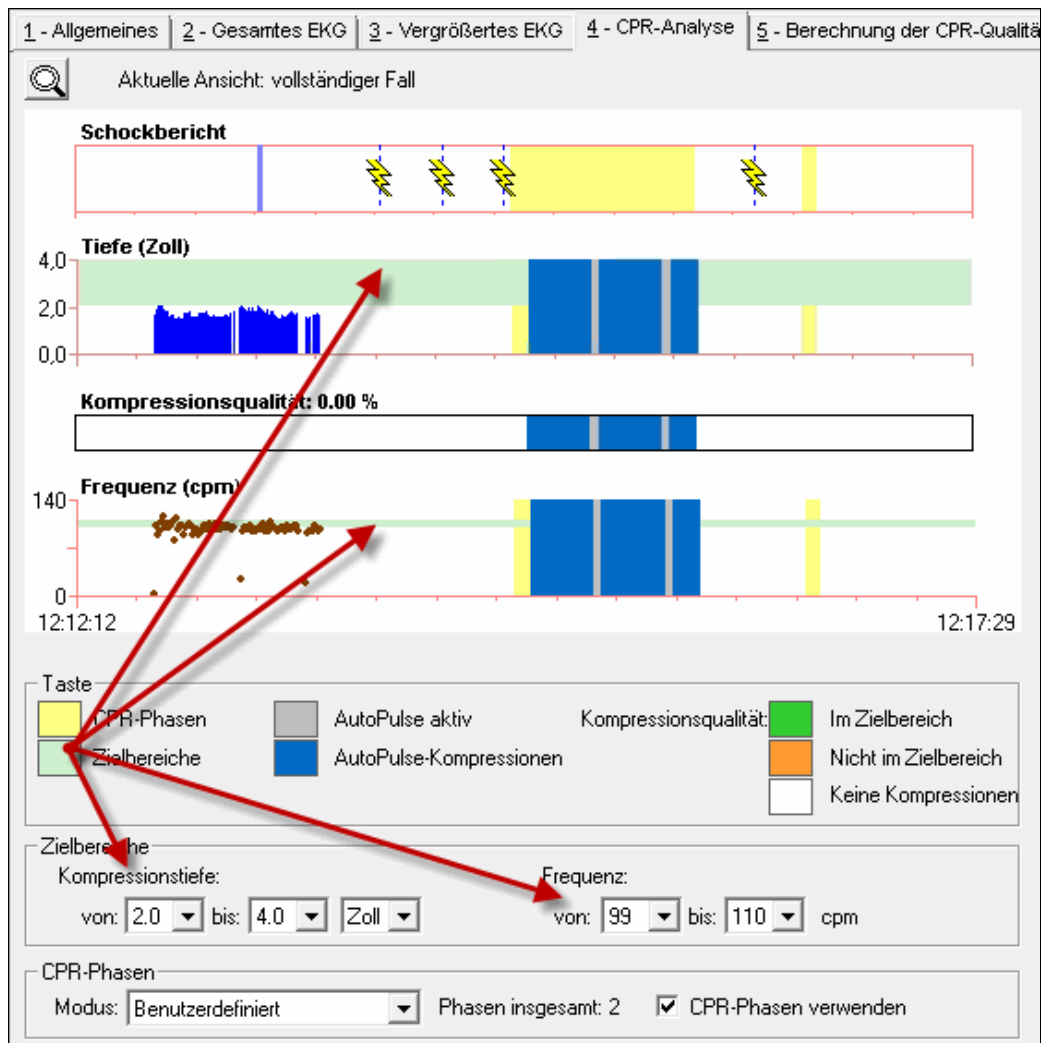 1 - Allgemeines 2 - Gesamtes EKG 3 - Vergrößertes EKG 4 - CPR-Analyse 5 - Berechnung der CPR-Qualitä
Aktuelle Ansicht: vollständiger Fall
Schockbericht
Tiefe (Zoll)
4,0
2,0
0,0
Kompressionsqualität: 0.00 %
Frequenz (cpm)
140
0
12:12:12 12:17:29
Taste
CPR-Phasen AutoPulse aktiv Kompressionsqualität: Im Zielbereich
Zielbereiche AutoPulse-Kompressionen Nicht im Zielbereich
Keine Kompressionen
Zielbereiche
Kompressionstiefe: Frequenz:
von: 2.0 bis: 4.0 Zoll von: 99 bis: 110 cpm
CPR-Phasen
Modus: Benutzerdefiniert Phasen insgesamt: 2 CPR-Phasen verwenden